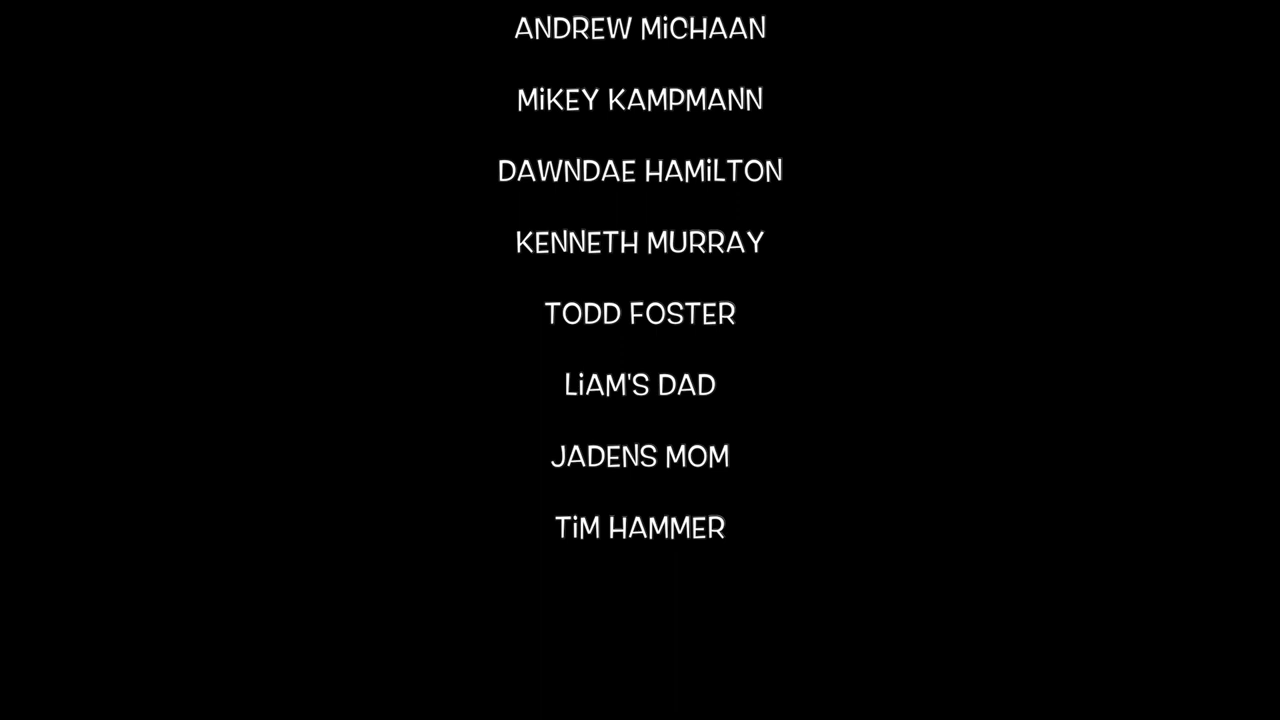 ANDREW MiCHAAN
MiKEY KAMPMANN
DAWNDAE HAMiLTON
KENNETH MURRAY
TODD FOSTER
LiAM'S DAD
JADENS MOM
TiM HAMMER